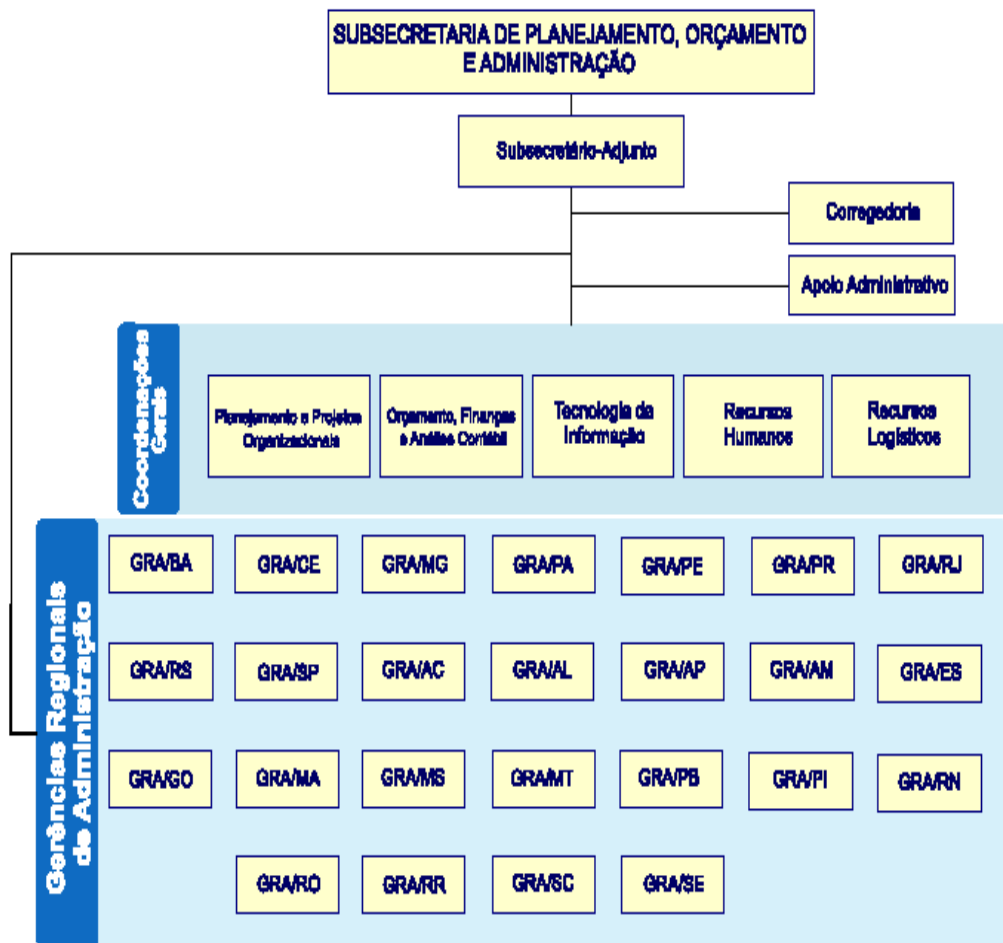 SUBSECRETARIA DE PLANEJAMENTO, ORÇAMENTO
E ADMINISTRAÇÃO
Subsecretário-Adjunto
Corregedoria
Apoio Administrativo
Coordenações
Gerais
Planejamento e Projetos
Organizacionais
Orçamento, Finanças
e Análise Contábil
Tecnologia da
Informação
Recursos
Humanos
Recursos
Logísticos
Gerências Regionais
de Administração
GRA/BA
GRA/CE
GRA/MG
GRA/PA
GRA/PE
GRA/PR
GRA/RJ
GRA/RS
GRA/SP
GRA/AC
GRA/AL
GRA/AP
GRA/AM
GRA/ES
GRA/GO
GRA/MA
GRA/MS
GRA/MT
GRA/PB
GRA/PI
GRA/RN
GRA/RO
GRA/RR
GRA/SC
GRA/SE